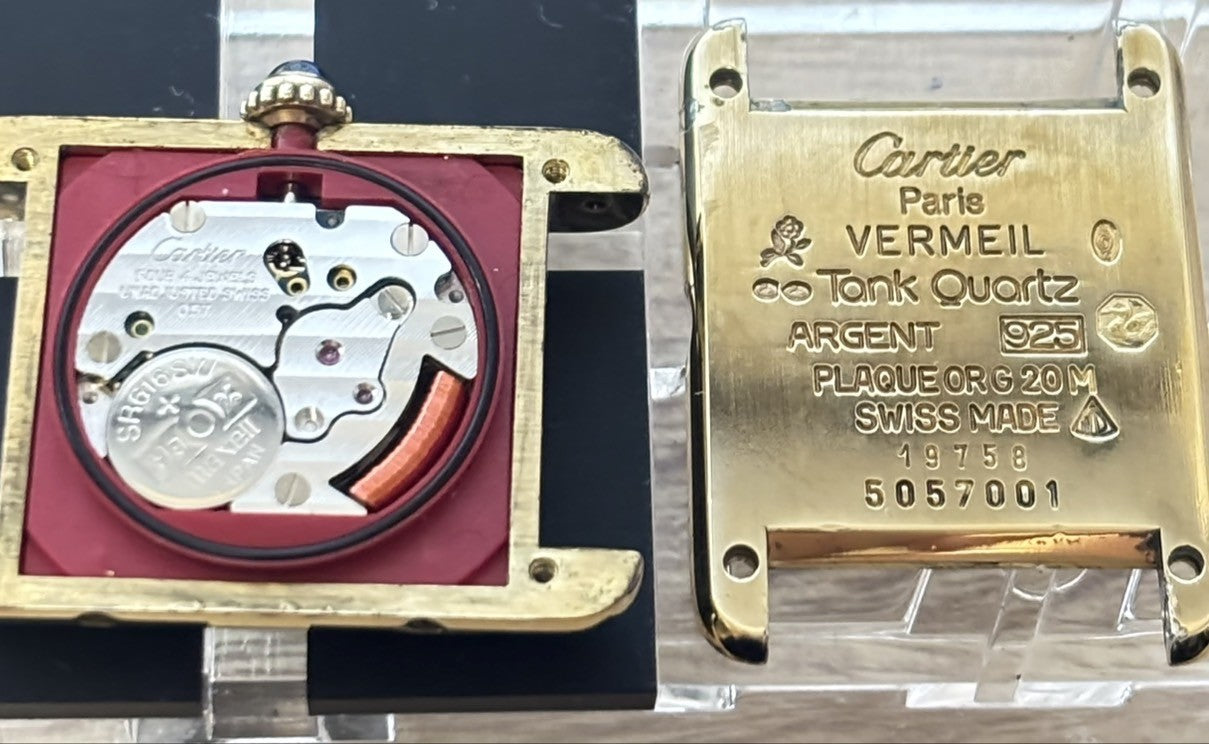 Cartier
FOUR 4 JEWELS
UNADJUSTED SWISS
SR616SW
JAPAN
Cartier
Paris
VERMEIL
Tank Quartz
ARGENT 925
PLAQUE OR G 20 M
SWISS MADE
19758
5057001